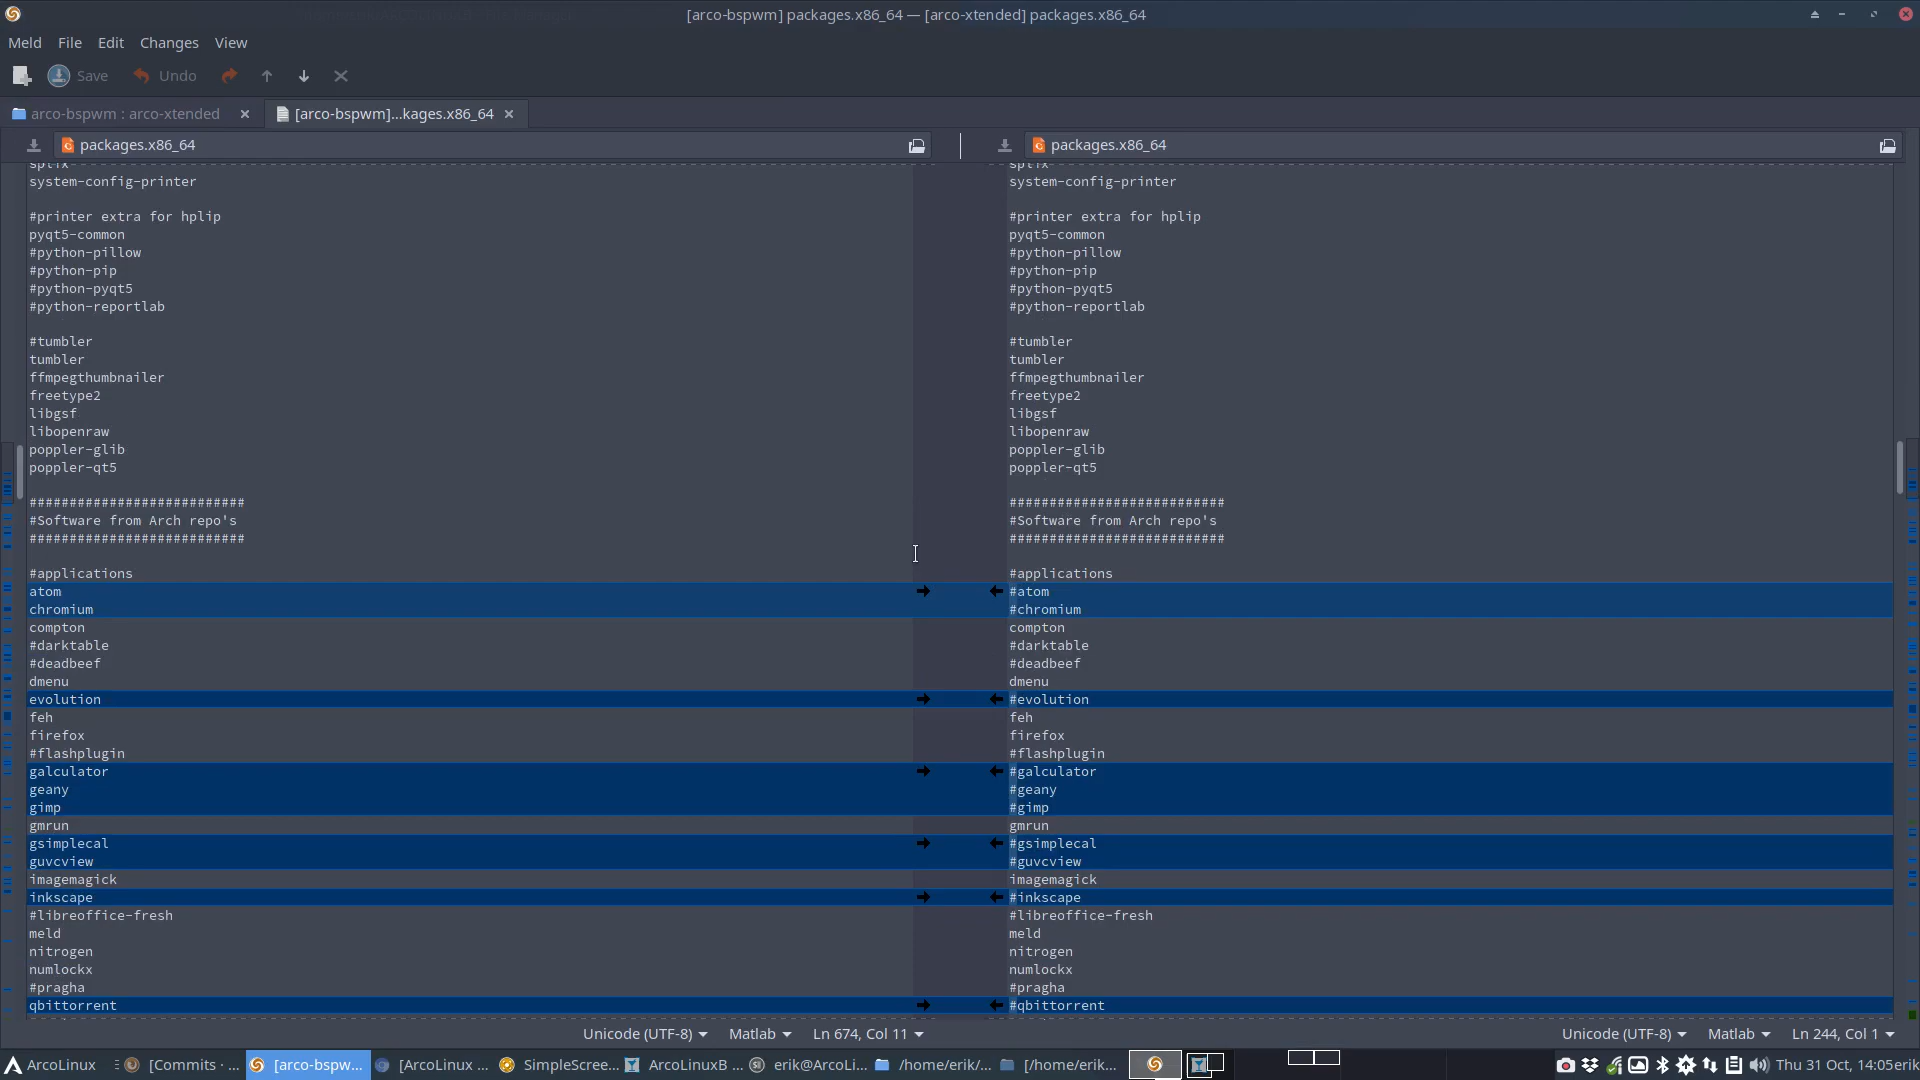 [arco-bspwm] packages.x86_64 — [arco-xtended] packages.x86_64
Meld File Edit Changes View
Save Undo
arco-bspwm : arco-xtended [arco-bspwm]...kages.x86_64
packages.x86_64
splix
system-config-printer
#printer extra for hplip
pyqt5-common
#python-pillow
#python-pip
#python-pyqt5
#python-reportlab
#tumbler
tumbler
ffmpegthumbnailer
freetype2
libgsf
libopenraw
poppler-glib
poppler-qt5
###########################
#Software from Arch repo's
###########################
#applications
atom
chromium
compton
#darktable
#deadbeef
dmenu
evolution
feh
firefox
#flashplugin
galculator
geany
gimp
gmrun
gsimplecal
guvcview
imagemagick
inkscape
#libreoffice-fresh
meld
nitrogen
numlockx
#pragha
qbittorrent
packages.x86_64
splix
system-config-printer
#printer extra for hplip
pyqt5-common
#python-pillow
#python-pip
#python-pyqt5
#python-reportlab
#tumbler
tumbler
ffmpegthumbnailer
freetype2
libgsf
libopenraw
poppler-glib
poppler-qt5
###########################
#Software from Arch repo's
###########################
#applications
#atom
#chromium
compton
#darktable
#deadbeef
dmenu
#evolution
feh
firefox
#flashplugin
#galculator
#geany
#gimp
gmrun
#gsimplecal
#guvcview
imagemagick
#inkscape
#libreoffice-fresh
meld
nitrogen
numlockx
#pragha
#qbittorrent
Unicode (UTF-8) Matlab Ln 674, Col 11 Unicode (UTF-8) Matlab Ln 244, Col 1
ArcoLinux [Commits · ... [arco-bspw... [ArcoLinux ... SimpleScree... ArcoLinuxB ... erik@ArcoLi... /home/erik/... [/home/erik... Thu 31 Oct, 14:05 erik